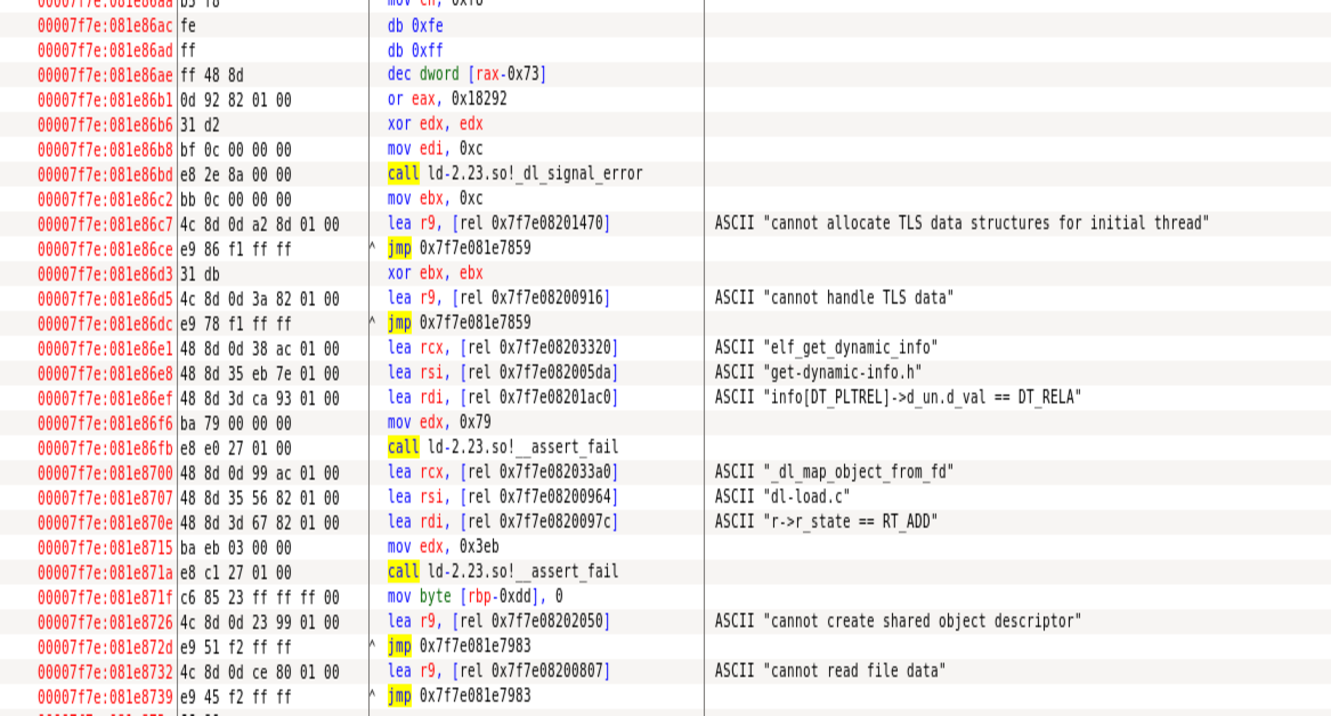 00007f7e:081e86ac fe db 0xfe
00007f7e:081e86ad ff db 0xff
00007f7e:081e86ae ff 48 8d dec dword [rax-0x73]
00007f7e:081e86b1 0d 92 82 01 00 or eax, 0x18292
00007f7e:081e86b6 31 d2 xor edx, edx
00007f7e:081e86b8 bf 0c 00 00 00 mov edi, 0xc
00007f7e:081e86bd e8 2e 8a 00 00 call ld-2.23.so!_dl_signal_error
00007f7e:081e86c2 bb 0c 00 00 00 mov ebx, 0xc
00007f7e:081e86c7 4c 8d 0d a2 8d 01 00 lea r9, [rel 0x7f7e08201470] ASCII "cannot allocate TLS data structures for initial thread"
00007f7e:081e86ce e9 86 f1 ff ff ^ jmp 0x7f7e081e7859
00007f7e:081e86d3 31 db xor ebx, ebx
00007f7e:081e86d5 4c 8d 0d 3a 82 01 00 lea r9, [rel 0x7f7e08200916] ASCII "cannot handle TLS data"
00007f7e:081e86dc e9 78 f1 ff ff ^ jmp 0x7f7e081e7859
00007f7e:081e86e1 48 8d 0d 38 ac 01 00 lea rcx, [rel 0x7f7e08203320] ASCII "elf_get_dynamic_info"
00007f7e:081e86e8 48 8d 35 eb 7e 01 00 lea rsi, [rel 0x7f7e082005da] ASCII "get-dynamic-info.h"
00007f7e:081e86ef 48 8d 3d ca 93 01 00 lea rdi, [rel 0x7f7e08201ac0] ASCII "info[DT_PLTREL]->d_un.d_val == DT_RELA"
00007f7e:081e86f6 ba 79 00 00 00 mov edx, 0x79
00007f7e:081e86fb e8 e0 27 01 00 call ld-2.23.so!__assert_fail
00007f7e:081e8700 48 8d 0d 99 ac 01 00 lea rcx, [rel 0x7f7e082033a0] ASCII "_dl_map_object_from_fd"
00007f7e:081e8707 48 8d 35 56 82 01 00 lea rsi, [rel 0x7f7e08200964] ASCII "dl-load.c"
00007f7e:081e870e 48 8d 3d 67 82 01 00 lea rdi, [rel 0x7f7e0820097c] ASCII "r->r_state == RT_ADD"
00007f7e:081e8715 ba eb 03 00 00 mov edx, 0x3eb
00007f7e:081e871a e8 c1 27 01 00 call ld-2.23.so!__assert_fail
00007f7e:081e871f c6 85 23 ff ff ff 00 mov byte [rbp-0xdd], 0
00007f7e:081e8726 4c 8d 0d 23 99 01 00 lea r9, [rel 0x7f7e08202050] ASCII "cannot create shared object descriptor"
00007f7e:081e872d e9 51 f2 ff ff ^ jmp 0x7f7e081e7983
00007f7e:081e8732 4c 8d 0d ce 80 01 00 lea r9, [rel 0x7f7e08200807] ASCII "cannot read file data"
00007f7e:081e8739 e9 45 f2 ff ff ^ jmp 0x7f7e081e7983